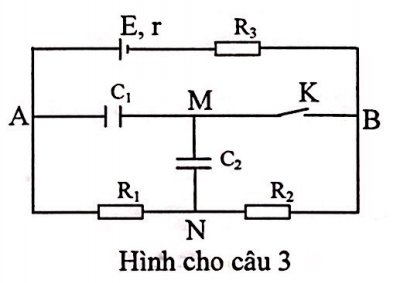 E, r
R₃
C₁
M
K
A
B
C₂
R₁
R₂
N
Hình cho câu 3